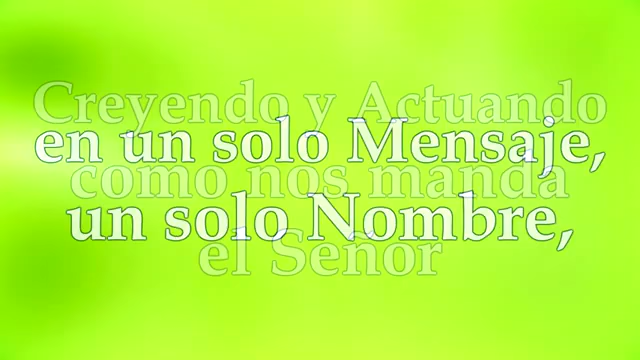 Creyendo y Actuando
en un solo Mensaje,
como nos manda
un solo Nombre,
el Señor